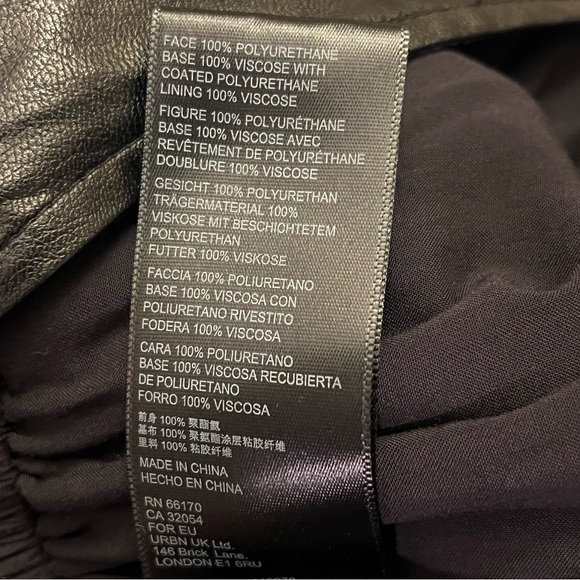 FACE 100% POLYURETHANE
BASE 100% VISCOSE WITH
COATED POLYURETHANE
LINING 100% VISCOSE
FIGURE 100% POLYURÉTHANE
BASE 100% VISCOSE AVEC
REVÊTEMENT DE POLYURÉTHANE
DOUBLURE 100% VISCOSE
GESICHT 100% POLYURETHAN
TRÄGERMATERIAL 100%
VISKOSE MIT BESCHICHTETEM
POLYURETHAN
FUTTER 100% VISKOSE
FACCIA 100% POLIURETANO
BASE 100% VISCOSA CON
POLIURETANO RIVESTITO
FODERA 100% VISCOSA
CARA 100% POLIURETANO
BASE 100% VISCOSA RECUBIERTA
DE POLIURETANO
FORRO 100% VISCOSA
前身 100% 聚酯氨
基布 100% 聚氨酯涂层粘胶纤维
里料 100% 粘胶纤维
MADE IN CHINA
HECHO EN CHINA
RN 66170
CA 32054
FOR EU
URBN UK Ltd.
146 Brick Lane.
LONDON E1 6RU